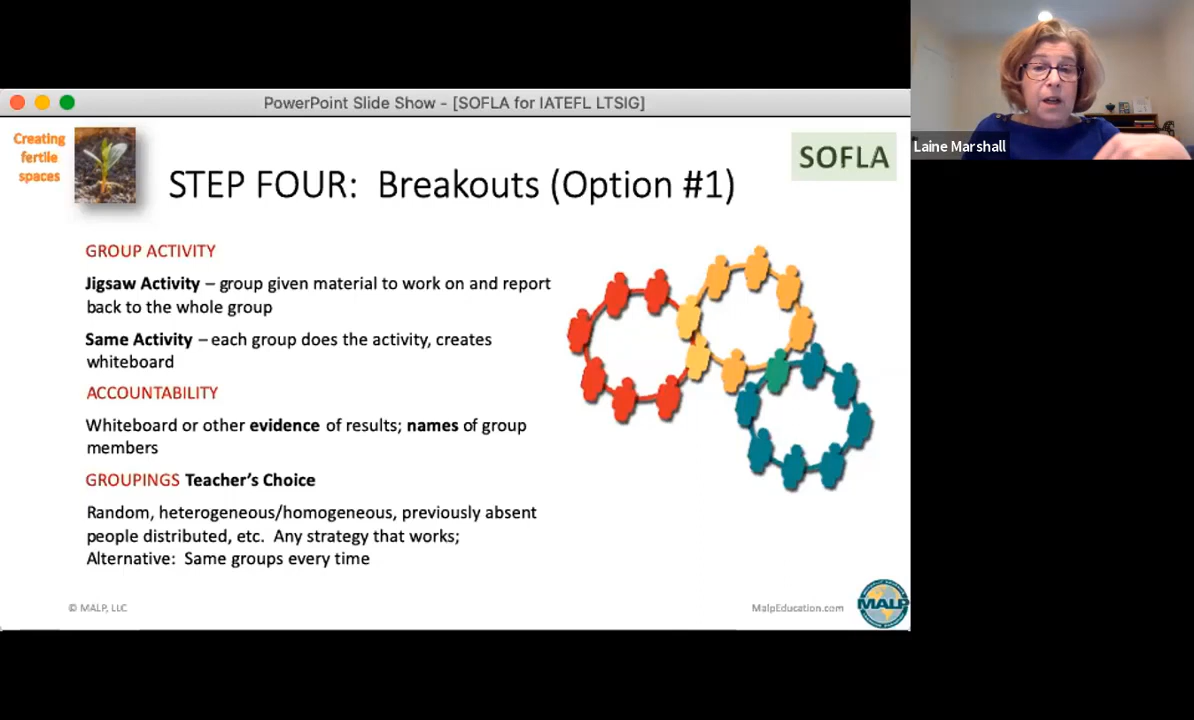 PowerPoint Slide Show - [SOFLA for IATEFL LTSIG]
Creating
fertile
spaces
SOFLA
STEP FOUR: Breakouts (Option #1)
Laine Marshall
GROUP ACTIVITY
Jigsaw Activity – group given material to work on and report
back to the whole group
Same Activity – each group does the activity, creates
whiteboard
ACCOUNTABILITY
Whiteboard or other evidence of results; names of group
members
GROUPINGS Teacher's Choice
Random, heterogeneous/homogeneous, previously absent
people distributed, etc. Any strategy that works;
Alternative: Same groups every time
© MALP, LLC
MalpEducation.com
MALP